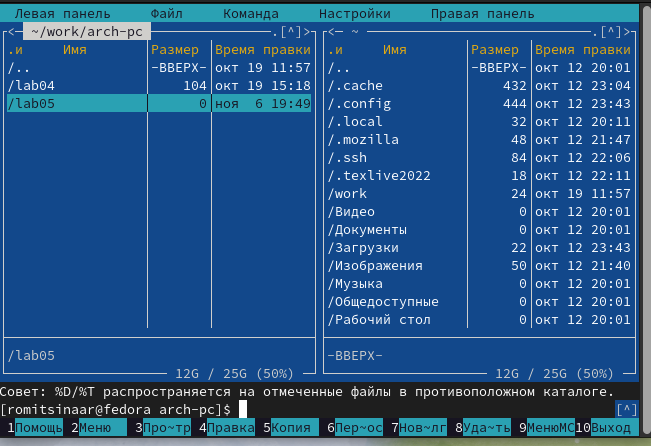 Левая панель Файл Команда Настройки Правая панель
<─ ~/work/arch-pc .[^]> <─ ~ .[^]>
.и Имя Размер Время правки .и Имя Размер Время правки
/.. -ВВЕРХ- окт 19 11:57 /.. -ВВЕРХ- окт 12 20:01
/lab04 104 окт 19 15:18 /.cache 432 окт 12 23:04
/lab05 0 ноя 6 19:49 /.config 444 окт 12 23:43
/.local 32 окт 12 20:11
/.mozilla 48 окт 12 21:47
/.ssh 84 окт 12 22:06
/.texlive2022 18 окт 12 22:11
/work 24 окт 19 11:57
/Видео 0 окт 12 20:01
/Документы 0 окт 12 20:01
/Загрузки 22 окт 12 23:43
/Изображения 50 окт 12 21:40
/Музыка 0 окт 12 20:01
/Общедоступные 0 окт 12 20:01
/Рабочий стол 0 окт 12 20:01
/lab05 -ВВЕРХ-
12G / 25G (50%) 12G / 25G (50%)
Совет: %D/%T распространяется на отмеченные файлы в противоположном каталоге.
[romitsinaar@fedora arch-pc]$ [^]
1Помощь 2Меню 3Про~тр 4Правка 5Копия 6Пер~ос 7Нов~лг 8Уда~ть 9МенюMC 10Выход